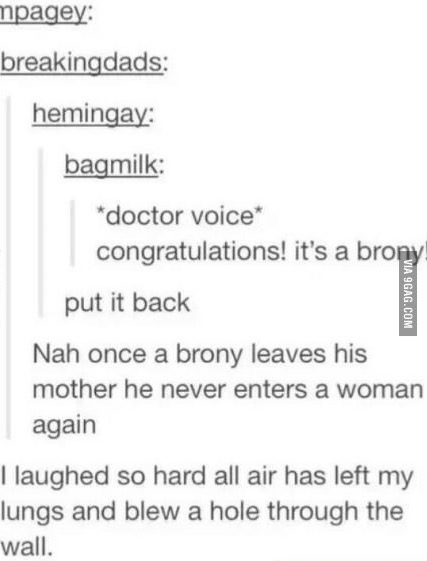 mpagey:
breakingdads:
hemingay:
bagmilk:
*doctor voice*
congratulations! it's a brony!
put it back
Nah once a brony leaves his
mother he never enters a woman
again
I laughed so hard all air has left my
lungs and blew a hole through the
wall.
VIA 9GAG.COM